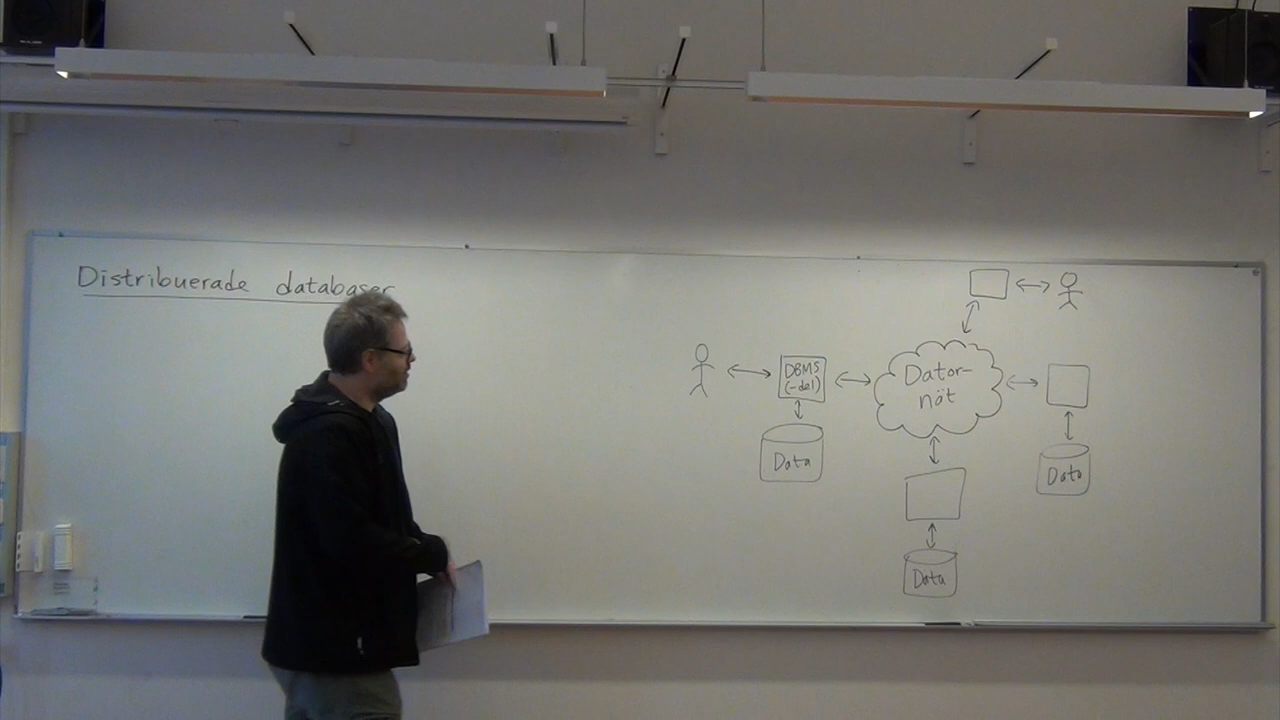 Distribuerade databaser
DBMS
(-del)
Data
Dator-
nät
Data
Data